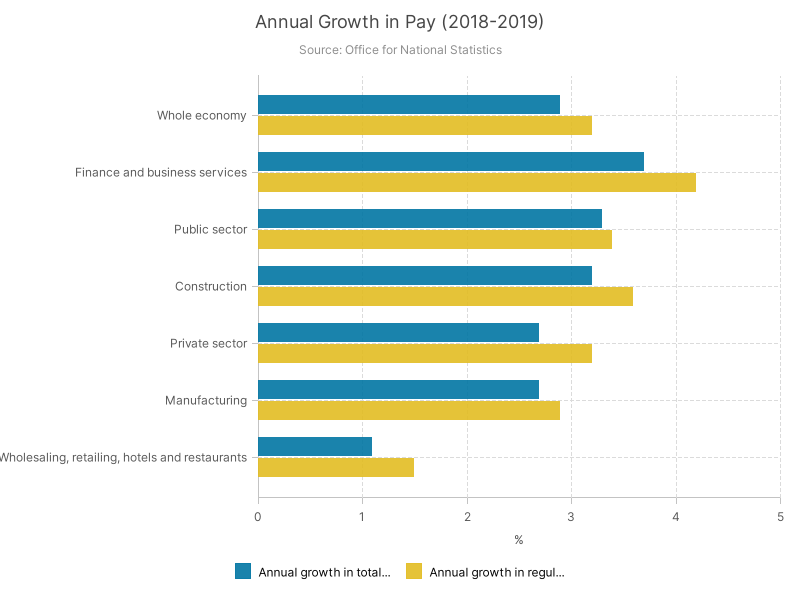 Annual Growth in Pay (2018-2019)
Source: Office for National Statistics
Whole economy
Finance and business services
Public sector
Construction
Private sector
Manufacturing
Wholesaling, retailing, hotels and restaurants
0 1 2 3 4 5
%
Annual growth in total... Annual growth in regul...